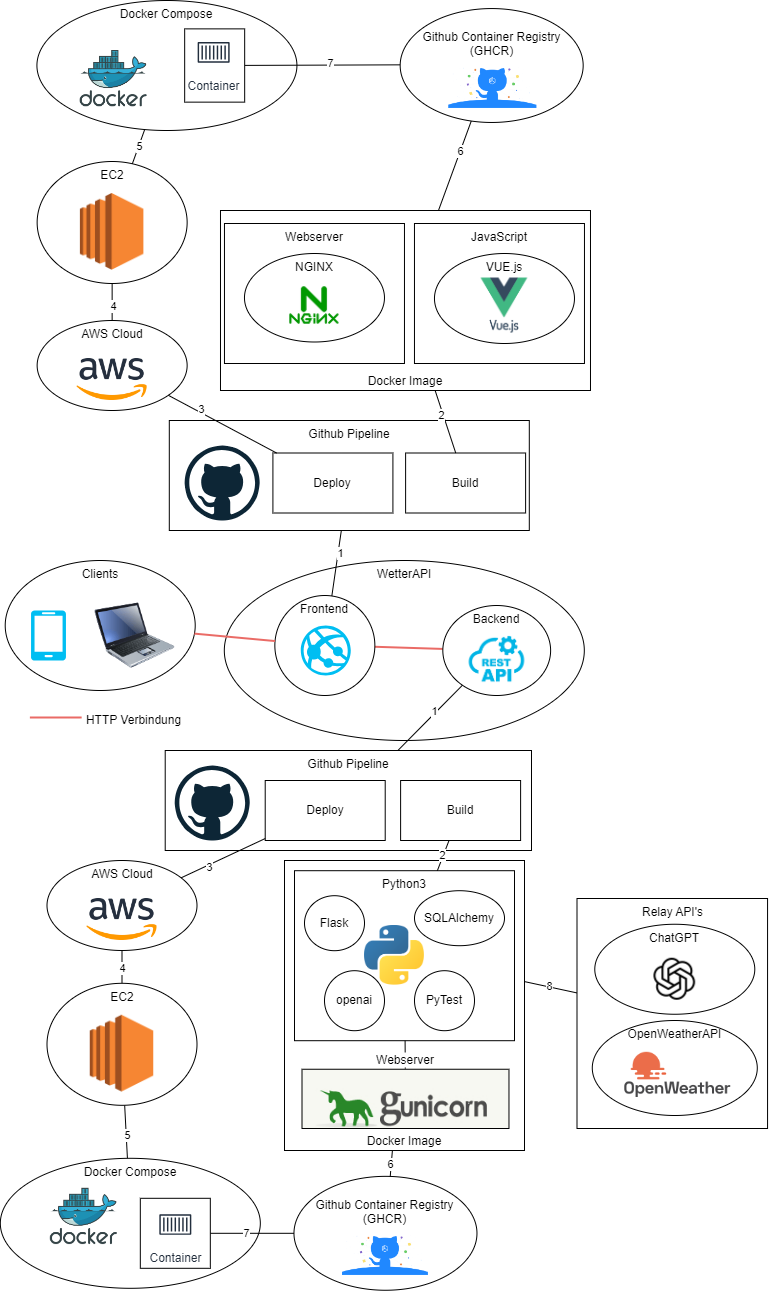 Docker Compose
docker
Container
7
Github Container Registry
(GHCR)
5
6
EC2
4
AWS Cloud
aws
Webserver
NGINX
NGINX
JavaScript
VUE.js
Vue.js
Docker Image
3
2
Github Pipeline
Deploy
Build
1
Clients
WetterAPI
Frontend
Backend
REST
API
HTTP Verbindung
1
Github Pipeline
Deploy
Build
3
2
AWS Cloud
aws
4
EC2
5
Python3
Flask
SQLAlchemy
openai
PyTest
Webserver
gunicorn
Docker Image
8
Relay API's
ChatGPT
OpenWeatherAPI
OpenWeather
6
Docker Compose
docker
Container
7
Github Container Registry
(GHCR)